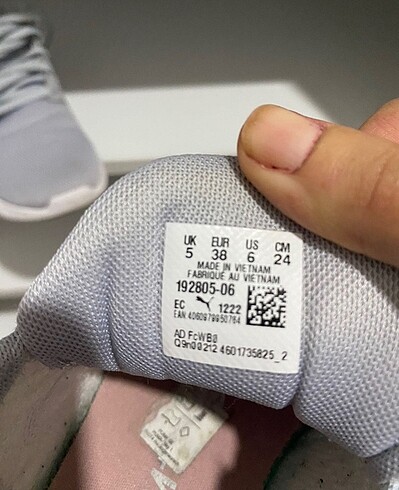 UK EUR US CM
5 38 6 24
MADE IN VIETNAM
FABRIQUE AU VIETNAM
192805-06
EC 1222
EAN 4060979950764
AD FcWB0
Q9n00212 4601735825_2